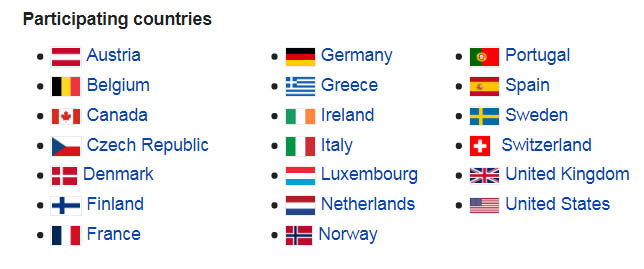 Participating countries
Austria
Belgium
Canada
Czech Republic
Denmark
Finland
France
Germany
Greece
Ireland
Italy
Luxembourg
Netherlands
Norway
Portugal
Spain
Sweden
Switzerland
United Kingdom
United States